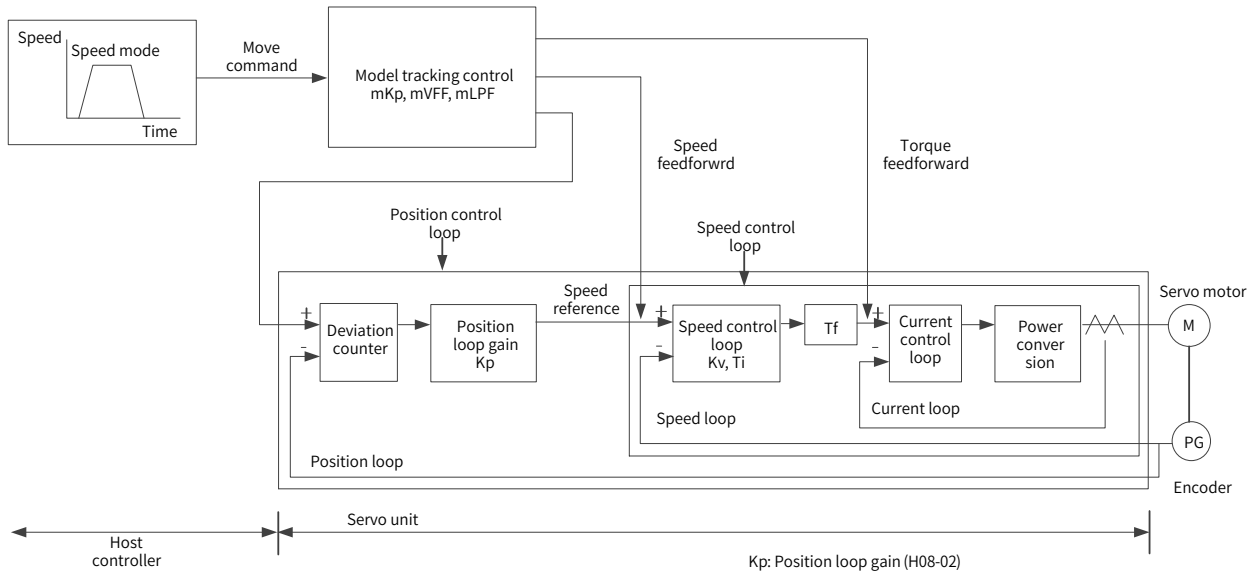 Speed
Speed mode
Time
Move
command
Model tracking control
mKp, mVFF, mLPF
Speed
feedforwrd
Torque
feedforward
Position control
loop
Speed control
loop
Speed
reference
+
-
Deviation
counter
Position
loop gain
Kp
+
-
Speed control
loop
Kv, Ti
Tf
+
-
Current
control
loop
Power
conver
sion
Servo motor
M
Current loop
Speed loop
PG
Position loop
Encoder
Servo unit
Host
controller
Kp: Position loop gain (H08-02)